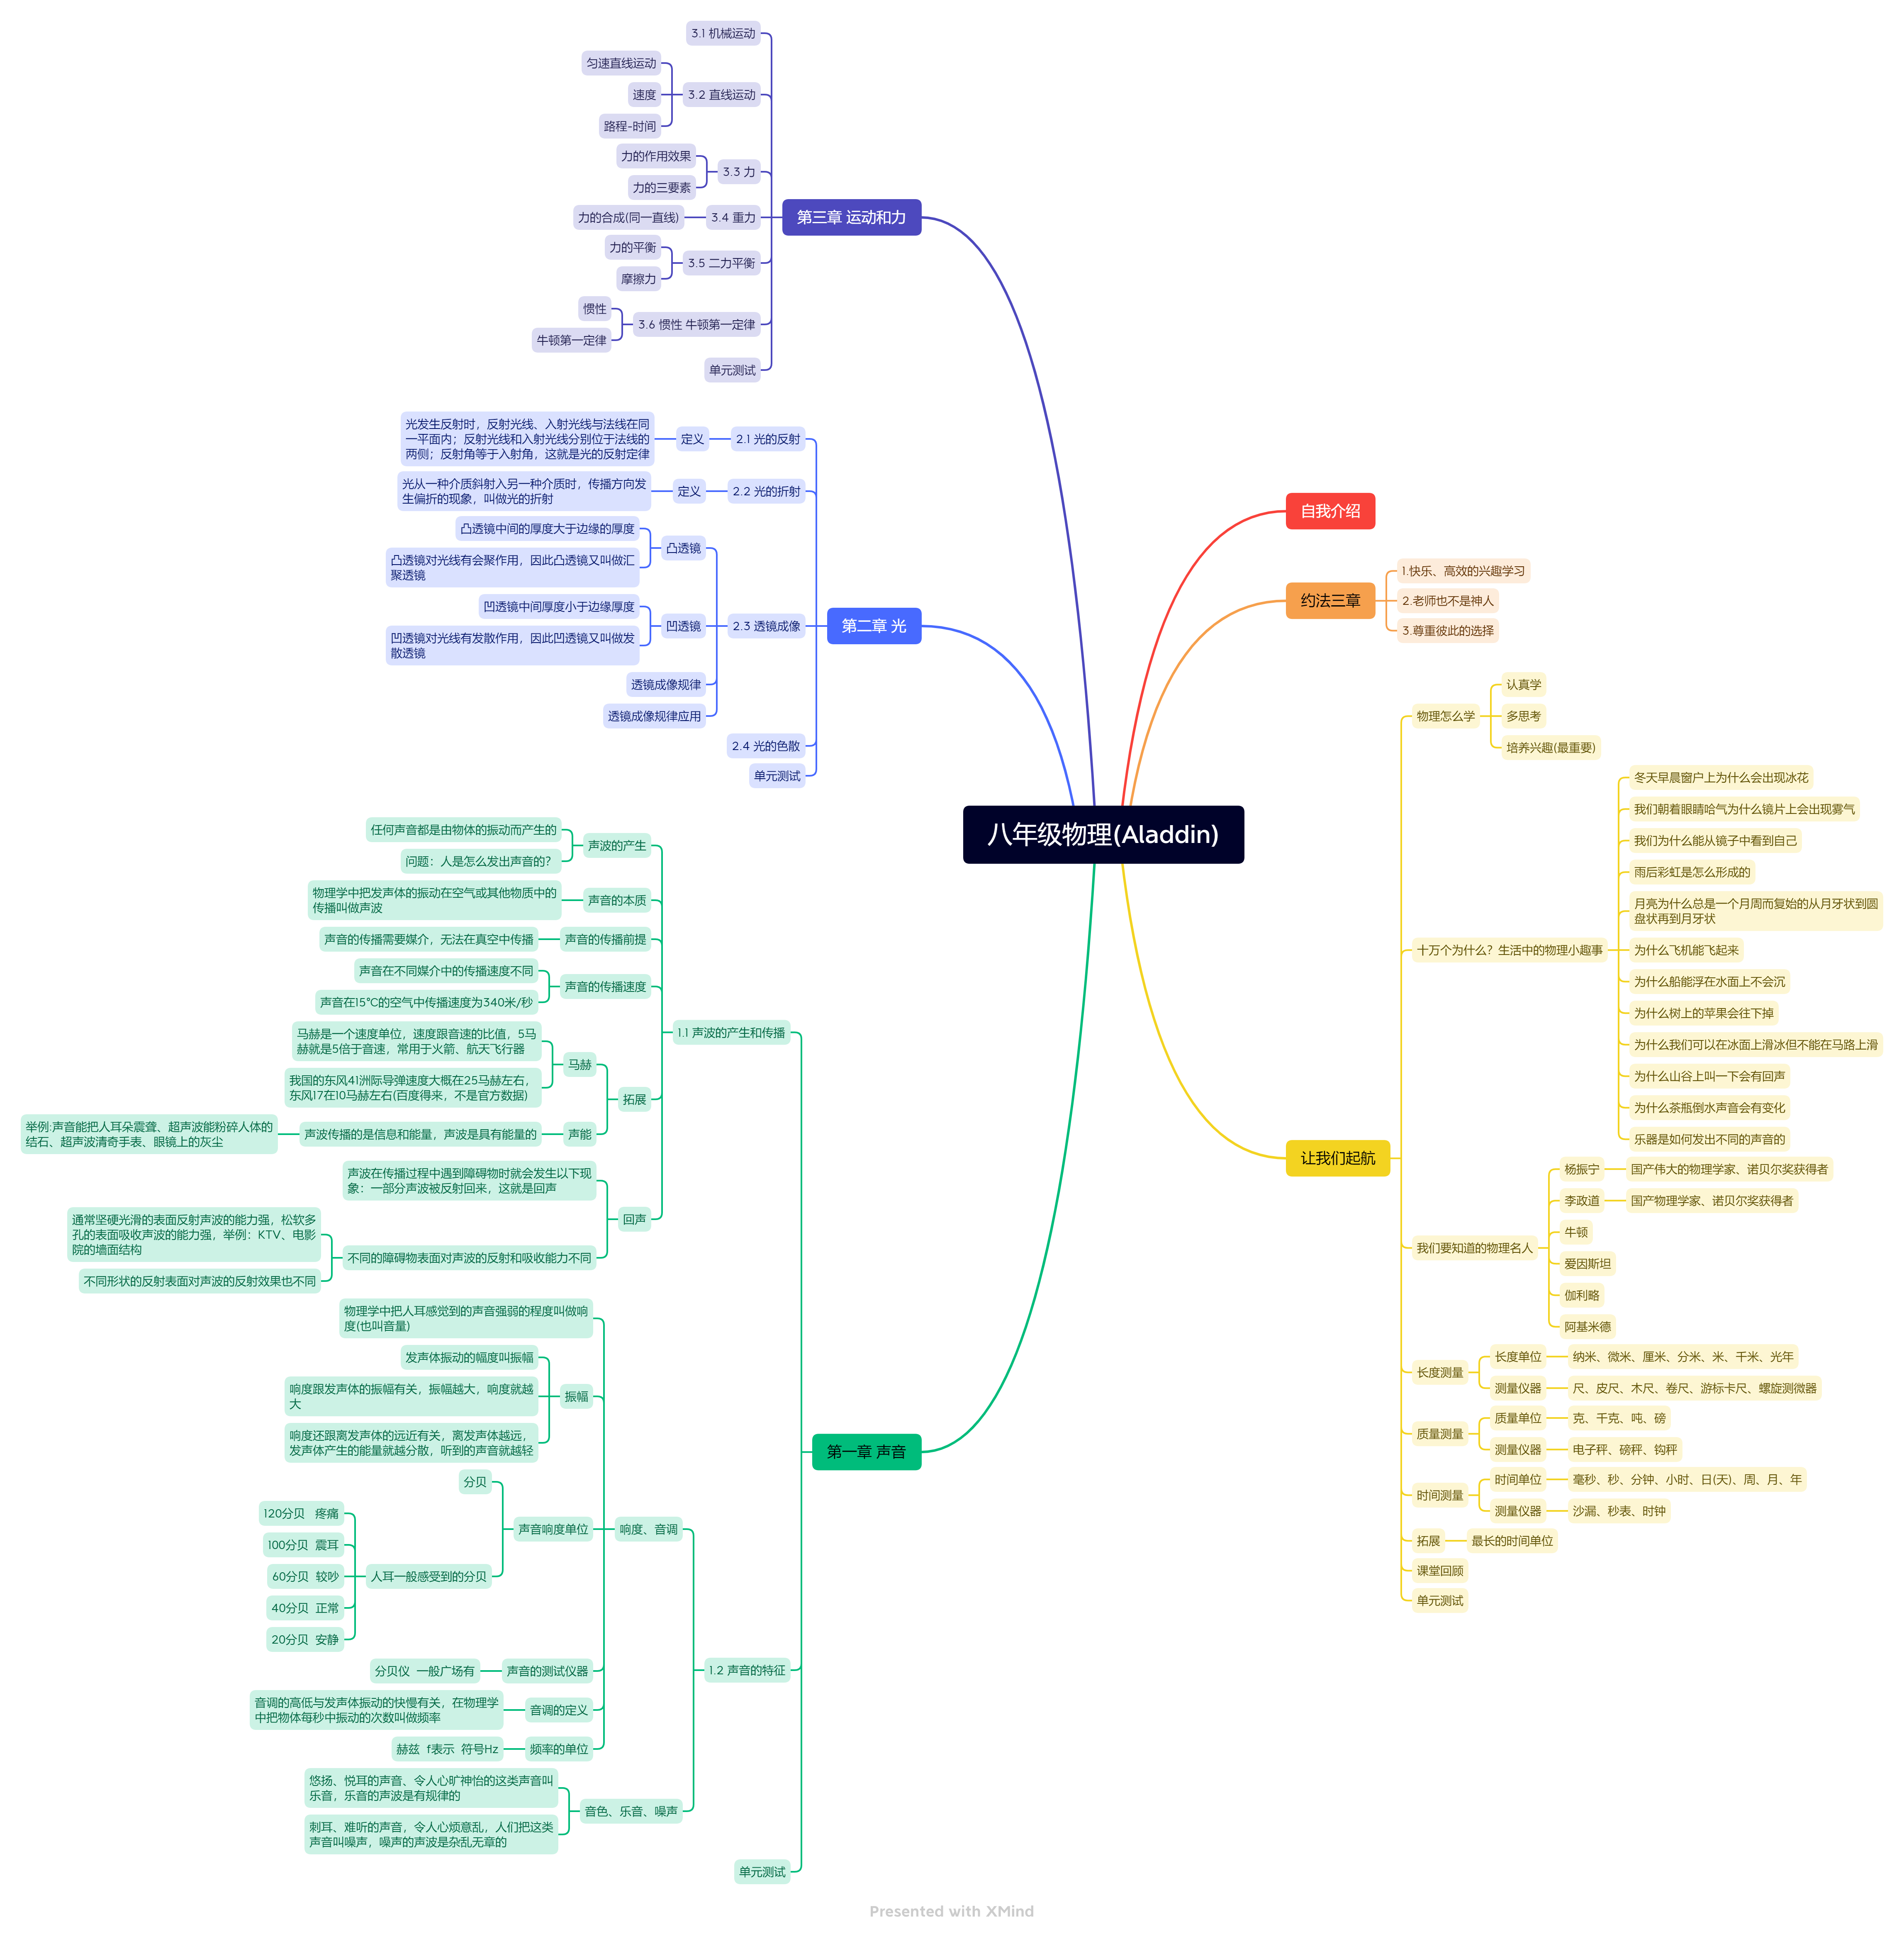 八年级物理(Aladdin)
自我介绍
约法三章
1.快乐、高效的兴趣学习
2.老师也不是神人
3.尊重彼此的选择
让我们起航
物理怎么学
认真学
多思考
培养兴趣(最重要)
十万个为什么？生活中的物理小趣事
冬天早晨窗户上为什么会出现冰花
我们朝着眼睛哈气为什么镜片上会出现雾气
我们为什么能从镜子中看到自己
雨后彩虹是怎么形成的
月亮为什么总是一个月周而复始的从月牙状到圆
盘状再到月牙状
为什么飞机能飞起来
为什么船能浮在水面上不会沉
为什么树上的苹果会往下掉
为什么我们可以在冰面上滑冰但不能在马路上滑
为什么山谷上叫一下会有回声
为什么茶瓶倒水声音会有变化
乐器是如何发出不同的声音的
我们要知道的物理名人
杨振宁
国产伟大的物理学家、诺贝尔奖获得者
李政道
国产物理学家、诺贝尔奖获得者
牛顿
爱因斯坦
伽利略
阿基米德
长度测量
长度单位
纳米、微米、厘米、分米、米、千米、光年
测量仪器
尺、皮尺、木尺、卷尺、游标卡尺、螺旋测微器
质量测量
质量单位
克、千克、吨、磅
测量仪器
电子秤、磅秤、钩秤
时间测量
时间单位
毫秒、秒、分钟、小时、日(天)、周、月、年
测量仪器
沙漏、秒表、时钟
拓展
最长的时间单位
课堂回顾
单元测试
第一章 声音
1.1 声波的产生和传播
声波的产生
任何声音都是由物体的振动而产生的
问题：人是怎么发出声音的？
声音的本质
物理学中把发声体的振动在空气或其他物质中的
传播叫做声波
声音的传播前提
声音的传播需要媒介，无法在真空中传播
声音的传播速度
声音在不同媒介中的传播速度不同
声音在15℃的空气中传播速度为340米/秒
拓展
马赫
马赫是一个速度单位，速度跟音速的比值，5马
赫就是5倍于音速，常用于火箭、航天飞行器
我国的东风41洲际导弹速度大概在25马赫左右，
东风17在10马赫左右(百度得来，不是官方数据)
声能
声波传播的是信息和能量，声波是具有能量的
举例:声音能把人耳朵震聋、超声波能粉碎人体的
结石、超声波清奇手表、眼镜上的灰尘
回声
声波在传播过程中遇到障碍物时就会发生以下现
象：一部分声波被反射回来，这就是回声
不同的障碍物表面对声波的反射和吸收能力不同
通常坚硬光滑的表面反射声波的能力强，松软多
孔的表面吸收声波的能力强，举例：KTV、电影
院的墙面结构
不同形状的反射表面对声波的反射效果也不同
1.2 声音的特征
响度、音调
物理学中把人耳感觉到的声音强弱的程度叫做响
度(也叫音量)
振幅
发声体振动的幅度叫振幅
响度跟发声体的振幅有关，振幅越大，响度就越
大
响度还跟离发声体的远近有关，离发声体越远，
发声体产生的能量就越分散，听到的声音就越轻
声音响度单位
分贝
人耳一般感受到的分贝
120分贝 疼痛
100分贝 震耳
60分贝 较吵
40分贝 正常
20分贝 安静
声音的测试仪器
分贝仪 一般广场有
音调的定义
音调的高低与发声体振动的快慢有关，在物理学
中把物体每秒中振动的次数叫做频率
频率的单位
赫兹 f表示 符号Hz
音色、乐音、噪声
悠扬、悦耳的声音、令人心旷神怡的这类声音叫
乐音，乐音的声波是有规律的
刺耳、难听的声音，令人心烦意乱，人们把这类
声音叫噪声，噪声的声波是杂乱无章的
单元测试
第二章 光
2.1 光的反射
定义
光发生反射时，反射光线、入射光线与法线在同
一平面内；反射光线和入射光线分别位于法线的
两侧；反射角等于入射角，这就是光的反射定律
2.2 光的折射
定义
光从一种介质斜射入另一种介质时，传播方向发
生偏折的现象，叫做光的折射
2.3 透镜成像
凸透镜
凸透镜中间的厚度大于边缘的厚度
凸透镜对光线有会聚作用，因此凸透镜又叫做汇
聚透镜
凹透镜
凹透镜中间厚度小于边缘厚度
凹透镜对光线有发散作用，因此凹透镜又叫做发
散透镜
透镜成像规律
透镜成像规律应用
2.4 光的色散
单元测试
第三章 运动和力
3.1 机械运动
3.2 直线运动
匀速直线运动
速度
路程-时间
3.3 力
力的作用效果
力的三要素
3.4 重力
力的合成(同一直线)
3.5 二力平衡
力的平衡
摩擦力
3.6 惯性 牛顿第一定律
惯性
牛顿第一定律
单元测试
Presented with XMind